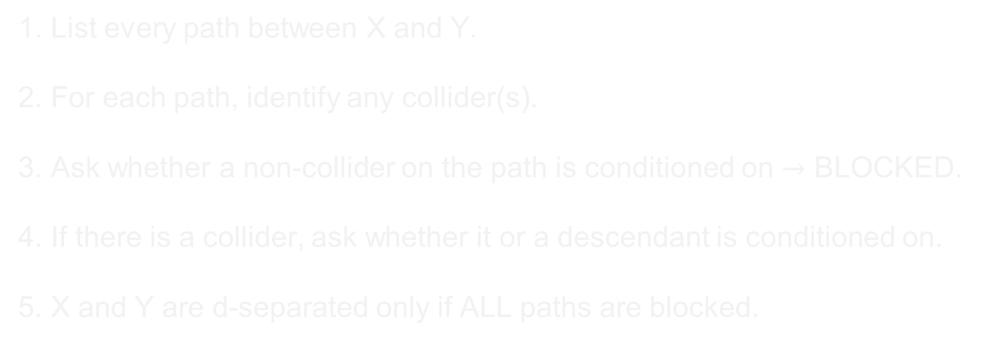 1. List every path between X and Y.
2. For each path, identify any collider(s).
3. Ask whether a non-collider on the path is conditioned on → BLOCKED.
4. If there is a collider, ask whether it or a descendant is conditioned on.
5. X and Y are d-separated only if ALL paths are blocked.